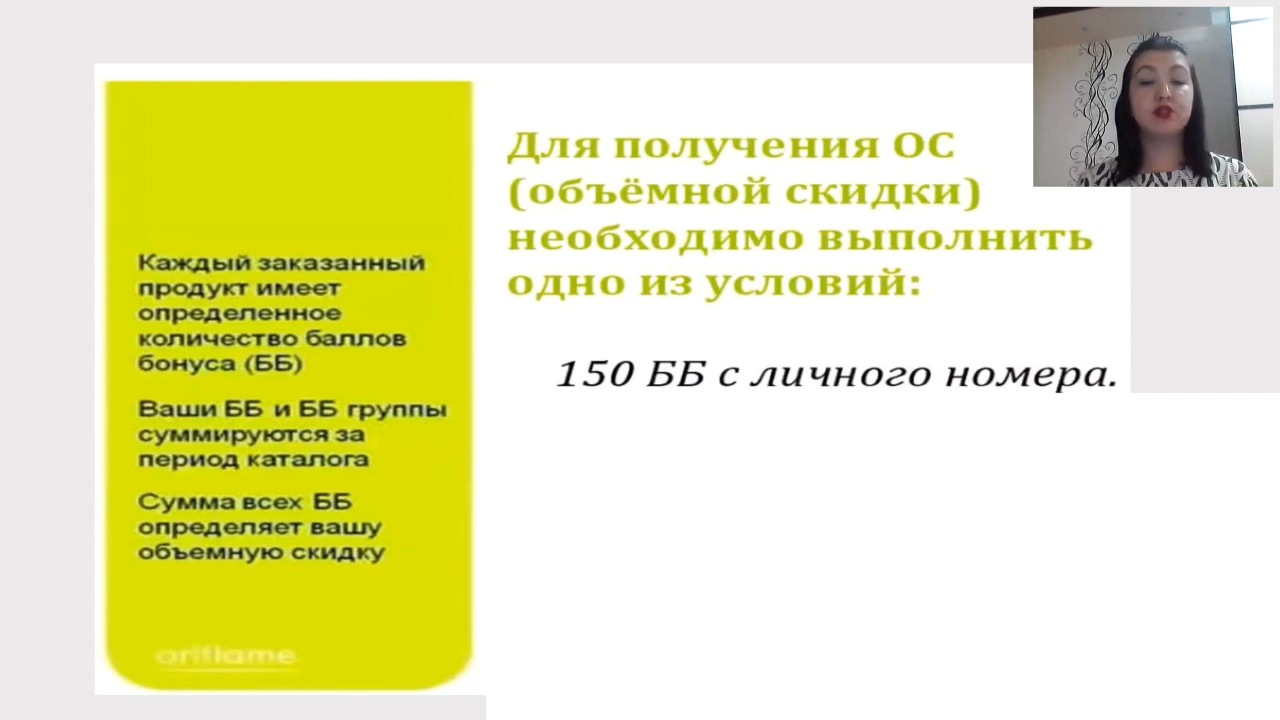 Каждый заказанный
продукт имеет
определенное
количество баллов
бонуса (ББ)
Ваши ББ и ББ группы
суммируются за
период каталога
Сумма всех ББ
определяет вашу
объемную скидку
oriflame
Для получения ОС
(объёмной скидки)
необходимо выполнить
одно из условий:
150 ББ с личного номера.